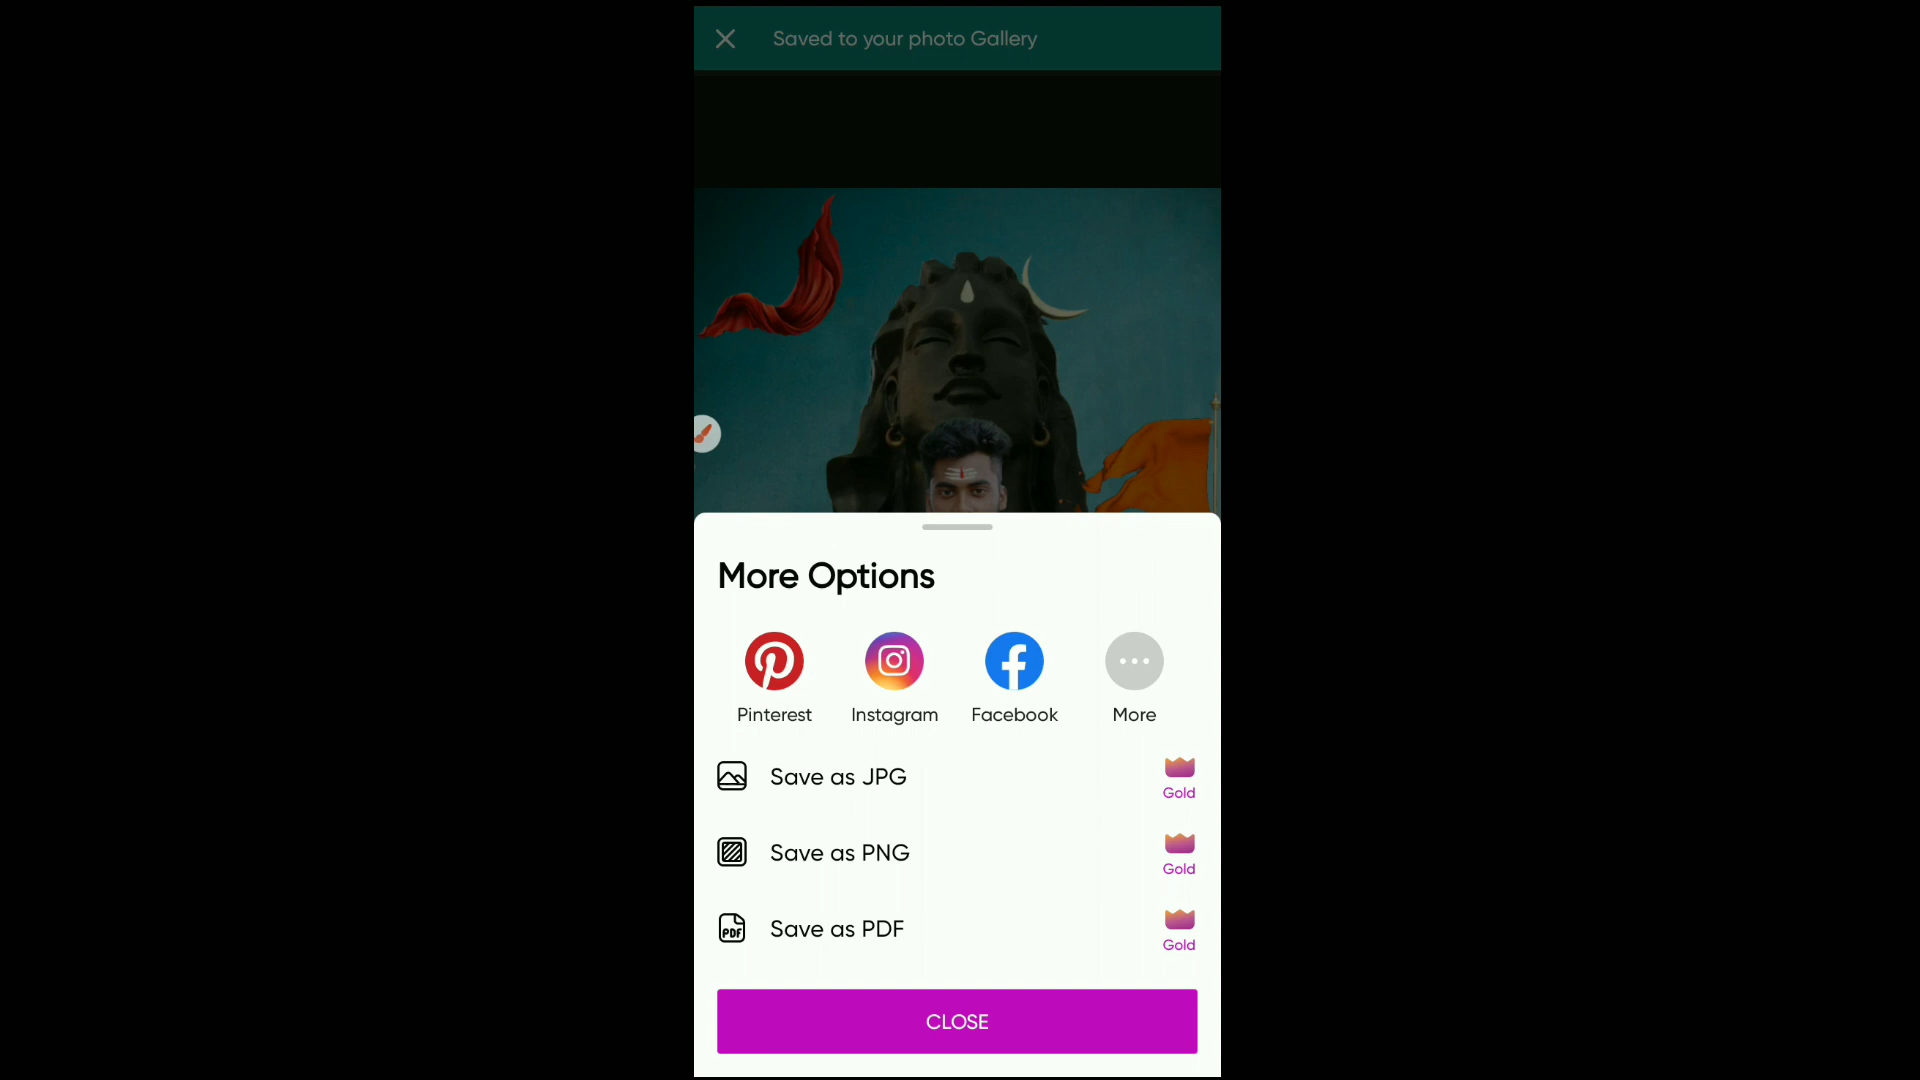 Saved to your photo Gallery
More Options
Pinterest Instagram Facebook More
Save as JPG Gold
Save as PNG Gold
PDF Save as PDF Gold
CLOSE